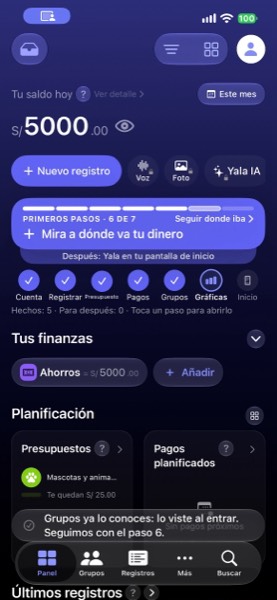 100
Tu saldo hoy ? Ver detalle >
Este mes
S/5000.00
+ Nuevo registro
Voz
Foto
Yala IA
PRIMEROS PASOS - 6 DE 7
Seguir donde iba >
+ Mira a dónde va tu dinero
Después: Yala en tu pantalla de inicio
Cuenta
Registrar
Presupuesto
Pagos
Grupos
Gráficas
Inicio
Hechos: 5 · Para después: 0 · Toca un paso para abrirlo
Tus finanzas
Ahorros = S/5000.00
+ Añadir
Planificación
Presupuestos ? >
Mascotas y anima...
Te quedan S/ 25.00
Pagos planificados ? >
Sin pagos próximos
Grupos ya lo conoces: lo viste al entrar.
Seguimos con el paso 6.
Panel
Grupos
Registros
Más
Buscar
Últimos registros ? >